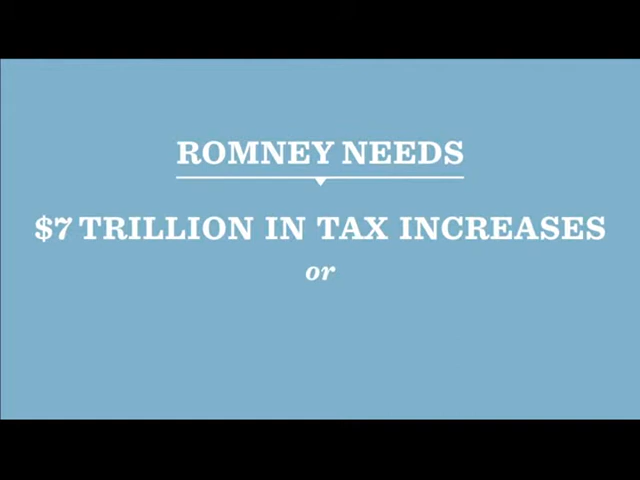 ROMNEY NEEDS
$7 TRILLION IN TAX INCREASES
or